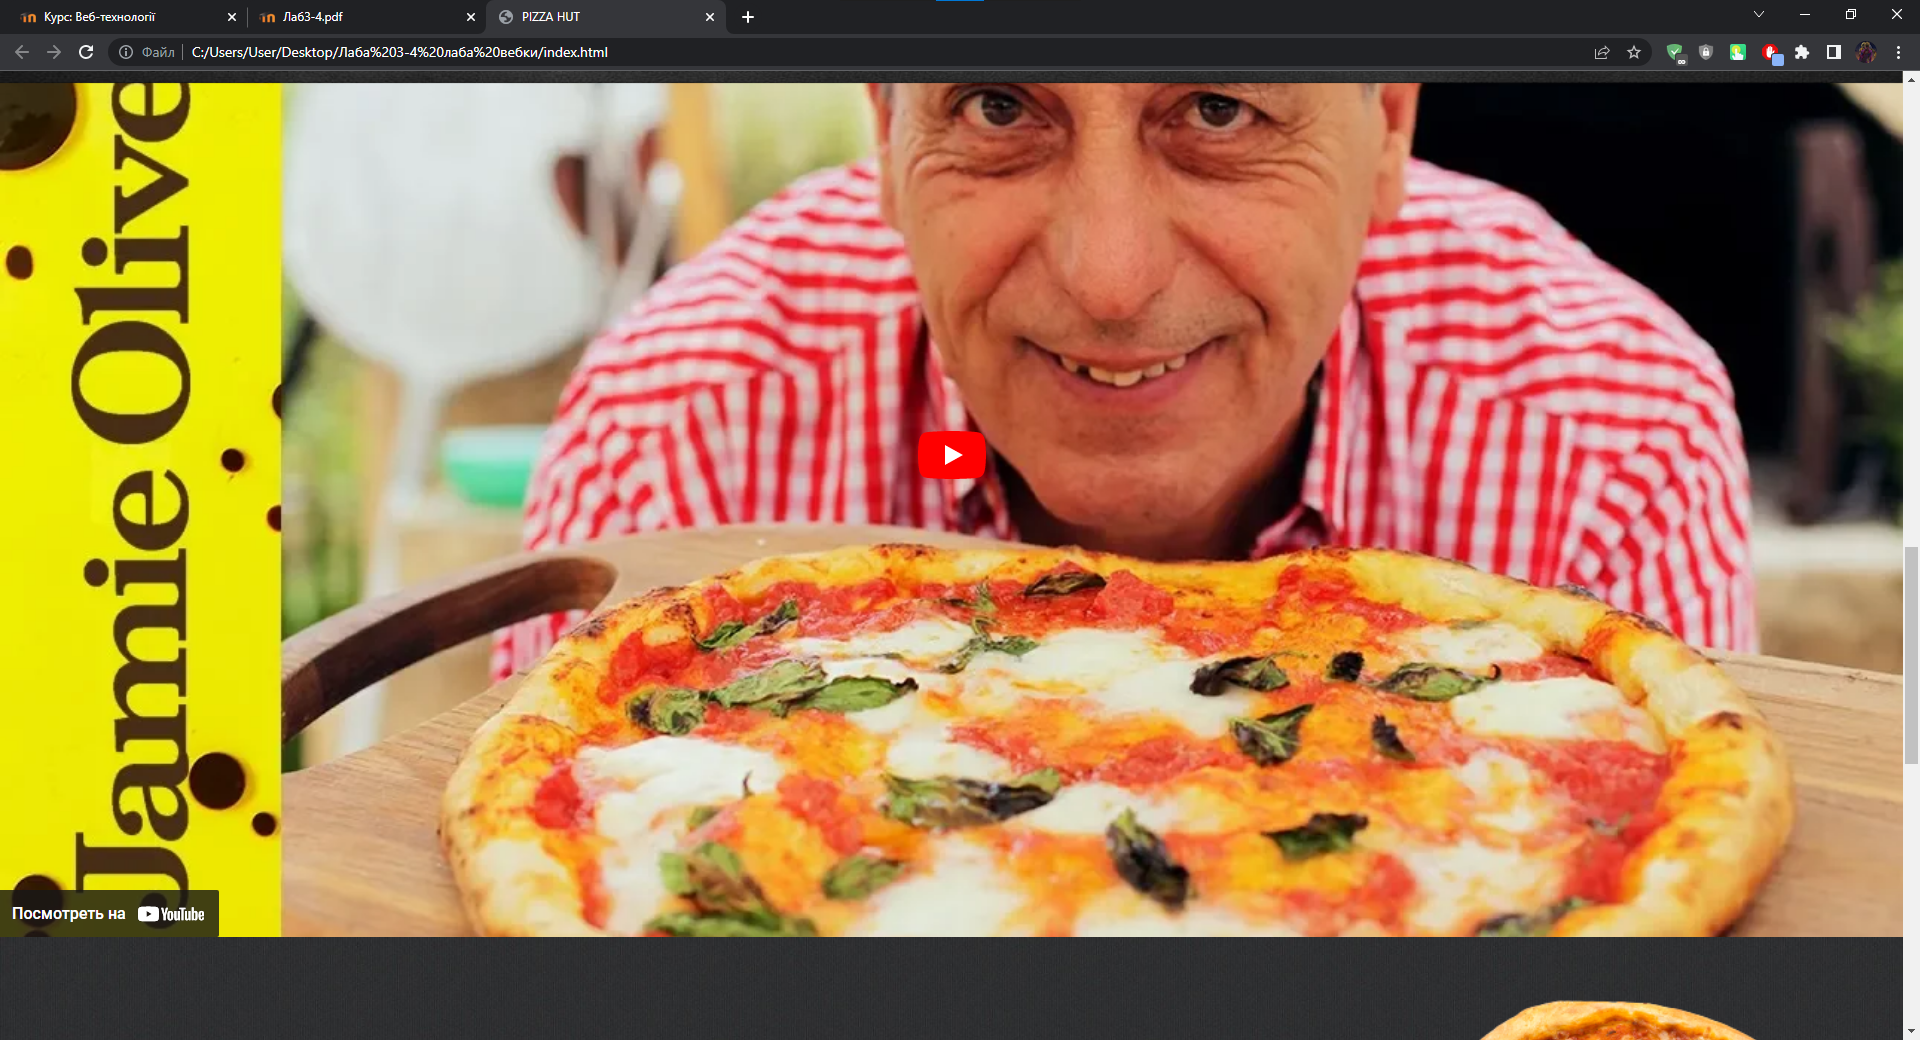 Курс: Веб-технології
Лаб3-4.pdf
PIZZA HUT
Файл
C:/Users/User/Desktop/Лаба%203-4%20лаба%20вебки/index.html
Jamie Olive
Посмотреть на YouTube